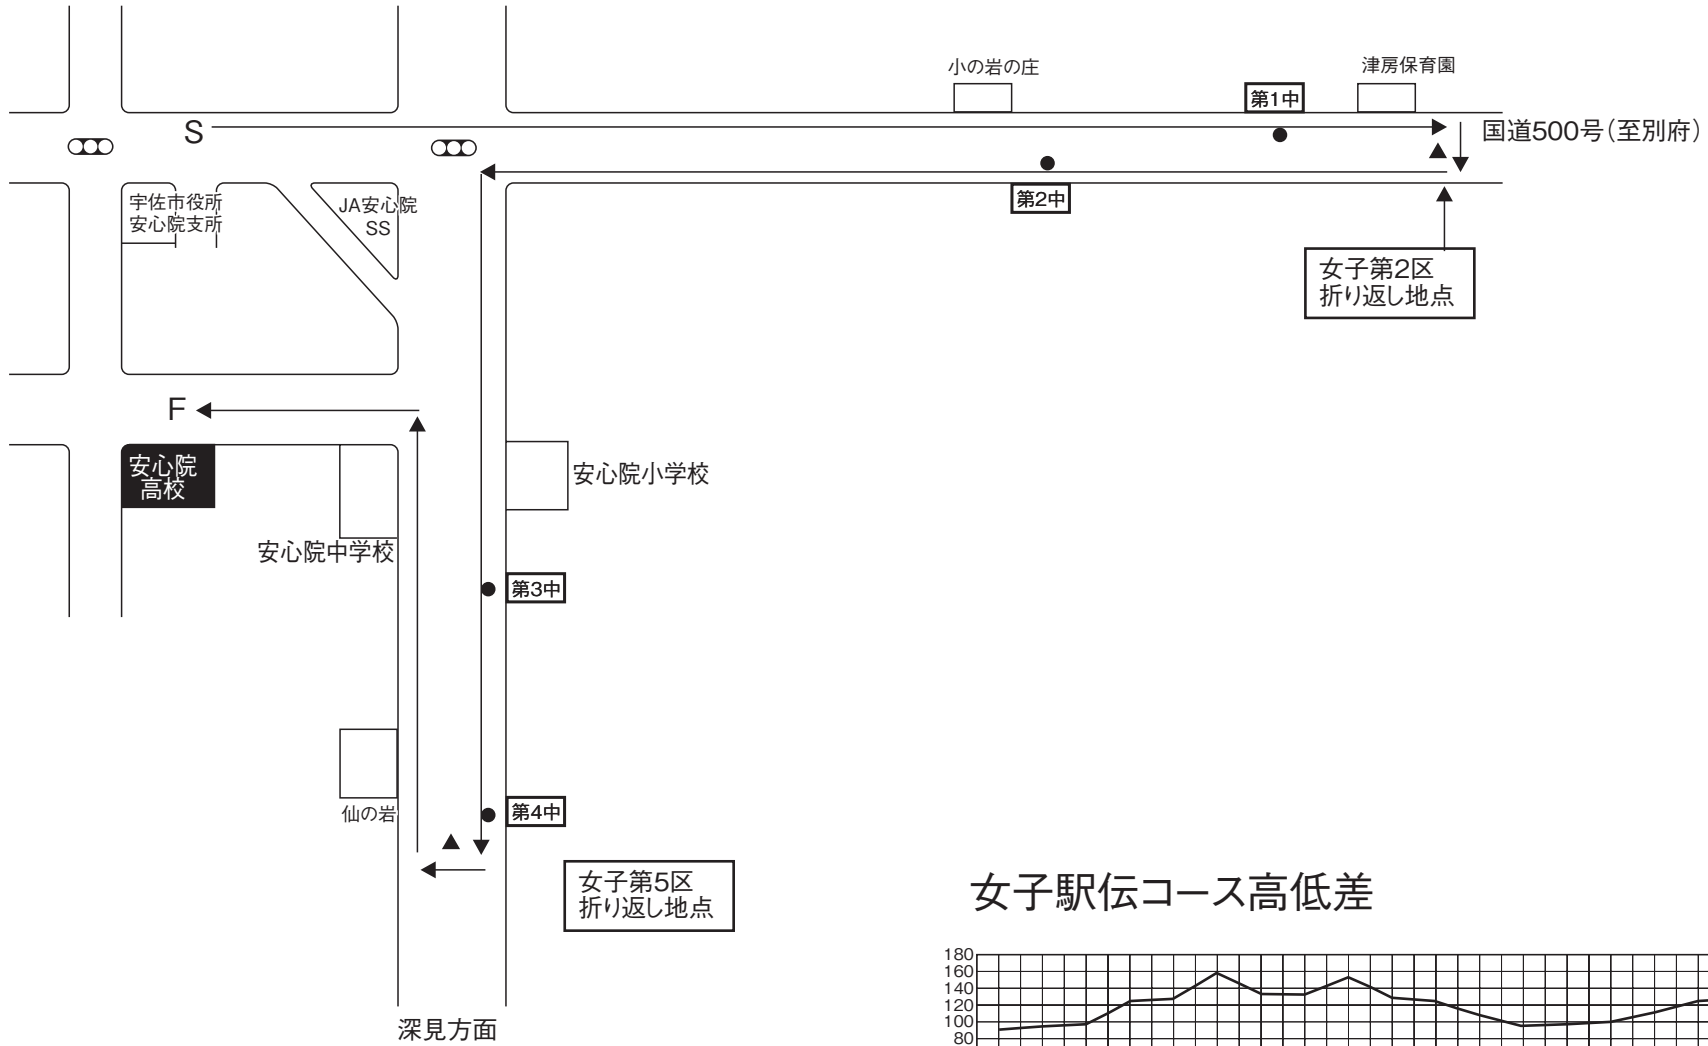 小の岩の庄
津房保育園
第1中
S
国道500号(至別府)
第2中
宇佐市役所
安心院支所
JA安心院
SS
女子第2区
折り返し地点
F
安心院
高校
安心院小学校
安心院中学校
第3中
仙の岩
第4中
女子第5区
折り返し地点
深見方面
女子駅伝コース高低差
180
160
140
120
100
80